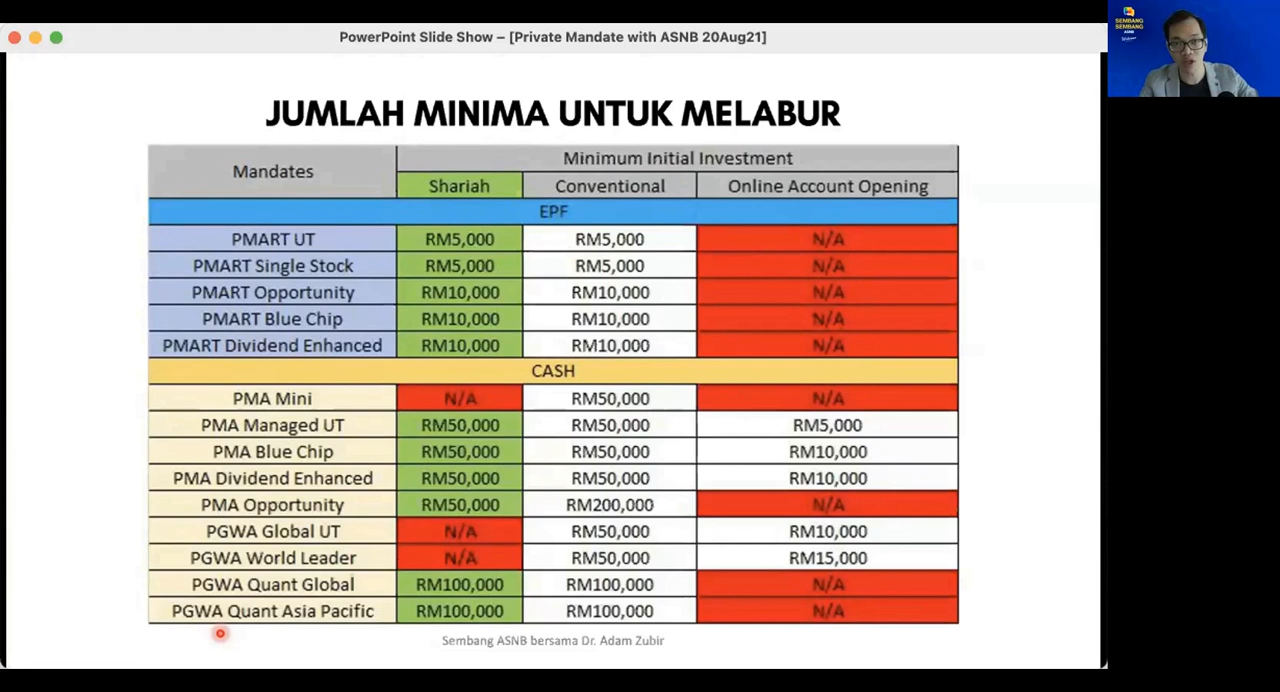 PowerPoint Slide Show – [Private Mandate with ASNB 20Aug21]
SEMBANG
SEMBANG
ASNB
JUMLAH MINIMA UNTUK MELABUR
Mandates Minimum Initial Investment
Shariah Conventional Online Account Opening
EPF
PMART UT RM5,000 RM5,000 N/A
PMART Single Stock RM5,000 RM5,000 N/A
PMART Opportunity RM10,000 RM10,000 N/A
PMART Blue Chip RM10,000 RM10,000 N/A
PMART Dividend Enhanced RM10,000 RM10,000 N/A
CASH
PMA Mini N/A RM50,000 N/A
PMA Managed UT RM50,000 RM50,000 RM5,000
PMA Blue Chip RM50,000 RM50,000 RM10,000
PMA Dividend Enhanced RM50,000 RM50,000 RM10,000
PMA Opportunity RM50,000 RM200,000 N/A
PGWA Global UT N/A RM50,000 RM10,000
PGWA World Leader N/A RM50,000 RM15,000
PGWA Quant Global RM100,000 RM100,000 N/A
PGWA Quant Asia Pacific RM100,000 RM100,000 N/A
Sembang ASNB bersama Dr. Adam Zubir